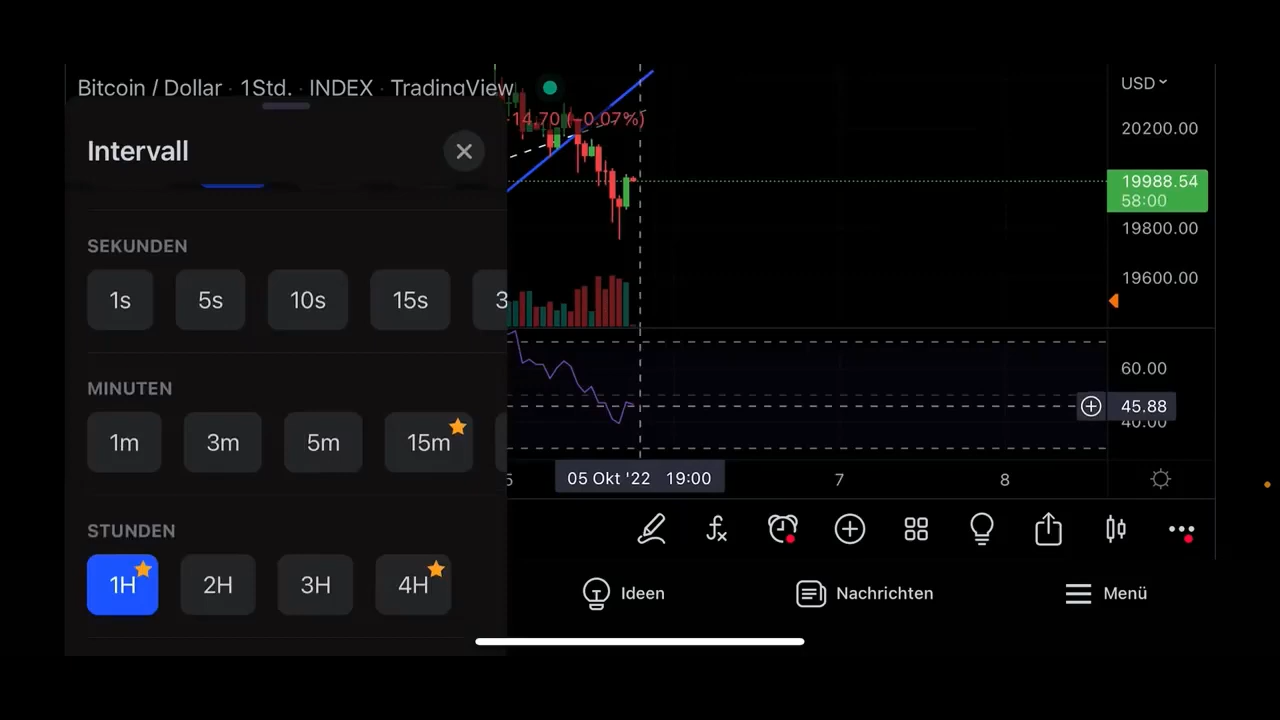 Bitcoin / Dollar · 1Std. · INDEX · TradingView
USD
-14,70 (−0,07%)
20200.00
Intervall
19988.54
58:00
19800.00
SEKUNDEN
19600.00
1s 5s 10s 15s 3
60.00
MINUTEN
45.88
40.00
1m 3m 5m 15m
5 05 Okt '22 19:00 7 8
STUNDEN
1H 2H 3H 4H
Ideen Nachrichten Menü